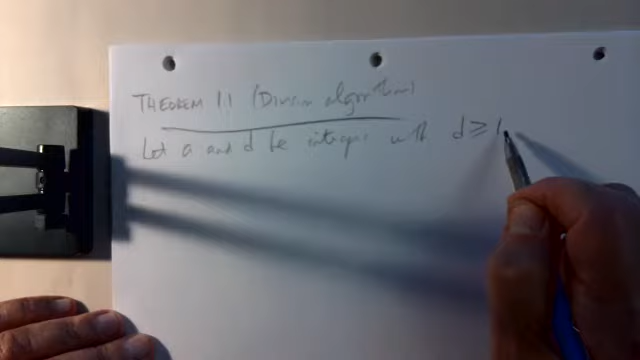 THEOREM 1.1 (Division algorithm)
Let a and d be integers with d ≥ 1